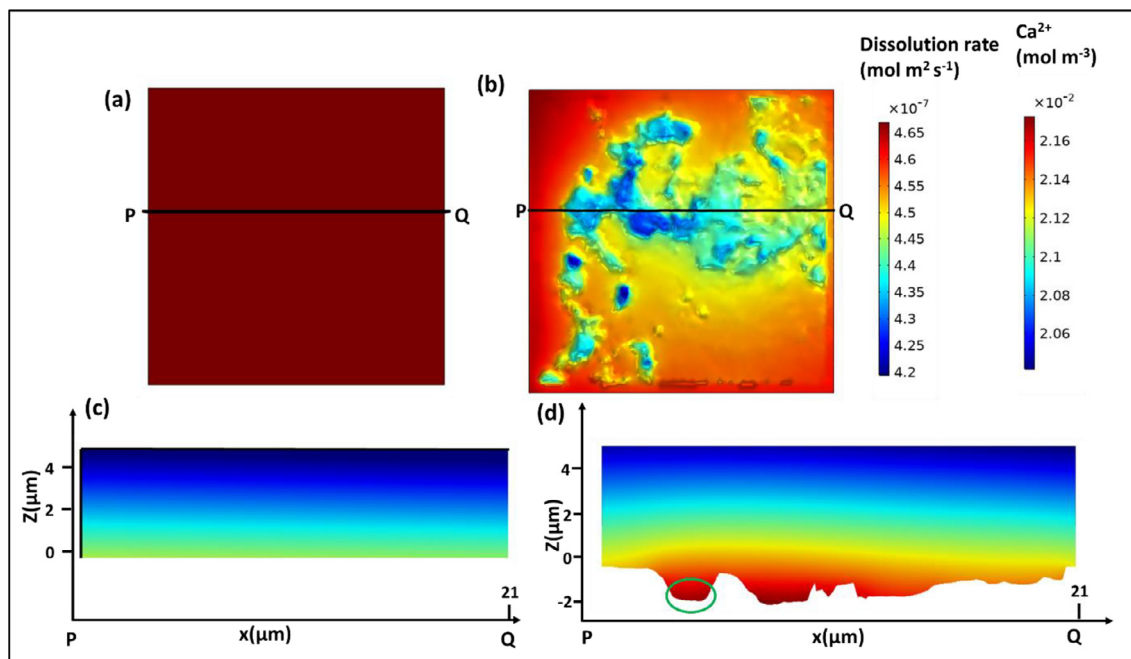 (a)
P
Q
(b)
P
Q
Dissolution rate
(mol m² s⁻¹)
×10⁻⁷
4.65
4.6
4.55
4.5
4.45
4.4
4.35
4.3
4.25
4.2
Ca²⁺
(mol m⁻³)
×10⁻²
2.16
2.14
2.12
2.10
2.08
2.06
(c)
Z(μm)
4
2
0
21
P
x(μm)
Q
(d)
Z(μm)
4
2
0
-2
21
P
x(μm)
Q